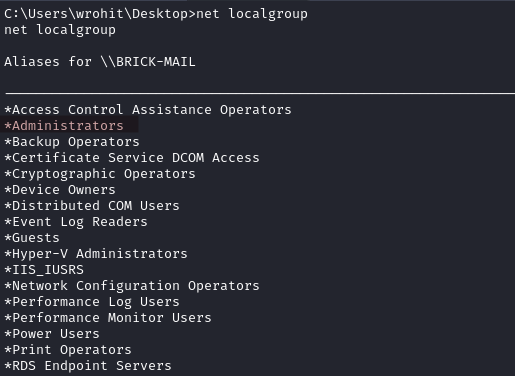 C:\Users\wrohit\Desktop>net localgroup
net localgroup
Aliases for \\BRICK-MAIL
-------------------------------------------------------------------------------
*Access Control Assistance Operators
*Administrators
*Backup Operators
*Certificate Service DCOM Access
*Cryptographic Operators
*Device Owners
*Distributed COM Users
*Event Log Readers
*Guests
*Hyper-V Administrators
*IIS_IUSRS
*Network Configuration Operators
*Performance Log Users
*Performance Monitor Users
*Power Users
*Print Operators
*RDS Endpoint Servers